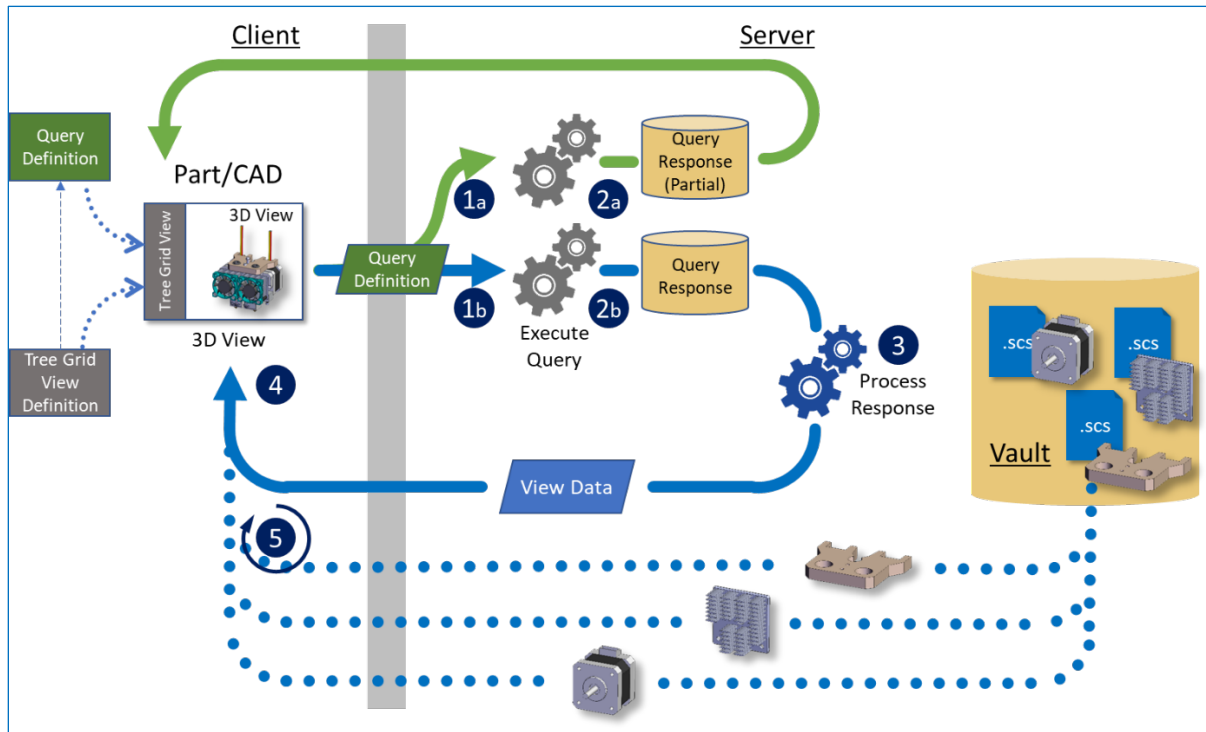 Client
Server
Query
Definition
Part/CAD
Tree Grid View
3D View
3D View
Tree Grid
View
Definition
Query
Definition
1a
1b
Execute
Query
2a
2b
Query
Response
(Partial)
Query
Response
3
Process
Response
4
View Data
5
.scs
.scs
.scs
Vault